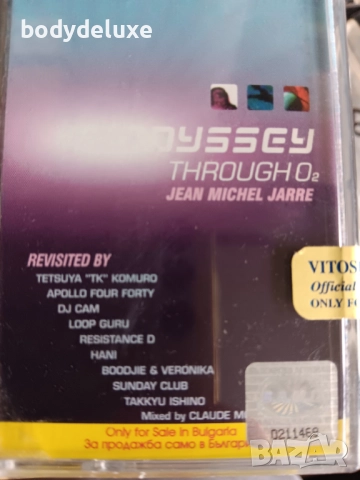 bodydeluxe
THROUGH O2
JEAN MICHEL JARRE
REVISITED BY
TETSUYA "TK" KOMURO
APOLLO FOUR FORTY
DJ CAM
LOOP GURU
RESISTANCE D
HANI
BOODJIE & VERONIKA
SUNDAY CLUB
TAKKYU ISHINO
Mixed by CLAUDE
VITOS
Official
ONLY FO
0211468
Only for Sale in Bulgaria
За продажба само в Българи
bazar